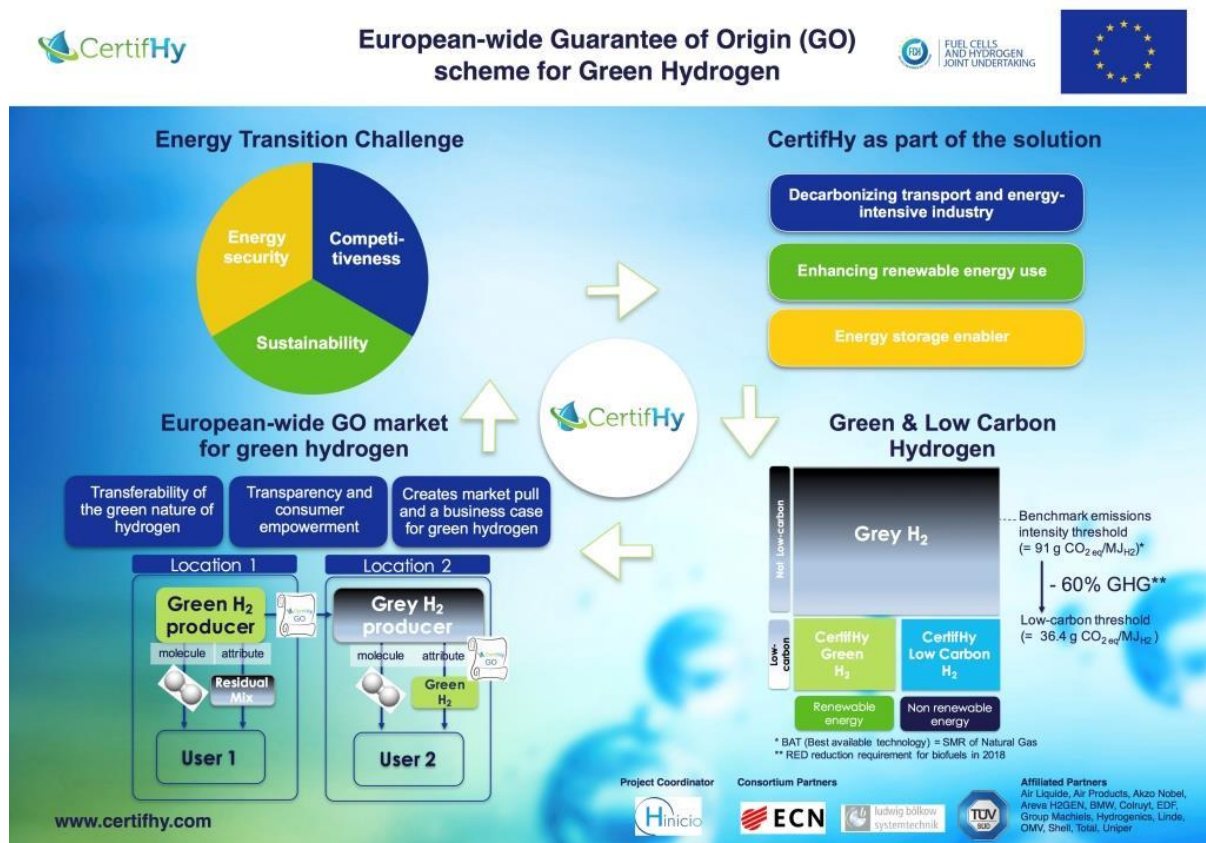 CertifHy
European-wide Guarantee of Origin (GO)
scheme for Green Hydrogen
FCH
FUEL CELLS
AND HYDROGEN
JOINT UNDERTAKING
Energy Transition Challenge
Energy
security
Competi-
tiveness
Sustainability
CertifHy as part of the solution
Decarbonizing transport and energy-
intensive industry
Enhancing renewable energy use
Energy storage enabler
CertifHy
European-wide GO market
for green hydrogen
Transferability of
the green nature of
hydrogen
Transparency and
consumer
empowerment
Creates market pull
and a business case
for green hydrogen
Location 1
Green H₂
producer
CertifHy
GO
molecule
attribute
Residual
Mix
User 1
Location 2
Grey H₂
producer
molecule
attribute
CertifHy
GO
Green
H₂
User 2
Green & Low Carbon
Hydrogen
Not Low-carbon
Grey H₂
Benchmark emissions
intensity threshold
(= 91 g CO₂ eq/MJH2)*
- 60% GHG**
Low-carbon threshold
(= 36.4 g CO₂ eq/MJH2 )
Low-
carbon
CertifHy
Green
H₂
CertifHy
Low Carbon
H₂
Renewable
energy
Non renewable
energy
* BAT (Best available technology) = SMR of Natural Gas
** RED reduction requirement for biofuels in 2018
Project Coordinator
Hinicio
Consortium Partners
ECN
ludwig bölkow
systemtechnik
TÜV
SÜD
Affiliated Partners
Air Liquide, Air Products, Akzo Nobel,
Areva H2GEN, BMW, Colruyt, EDF,
Group Machiels, Hydrogenics, Linde,
OMV, Shell, Total, Uniper
www.certifhy.com